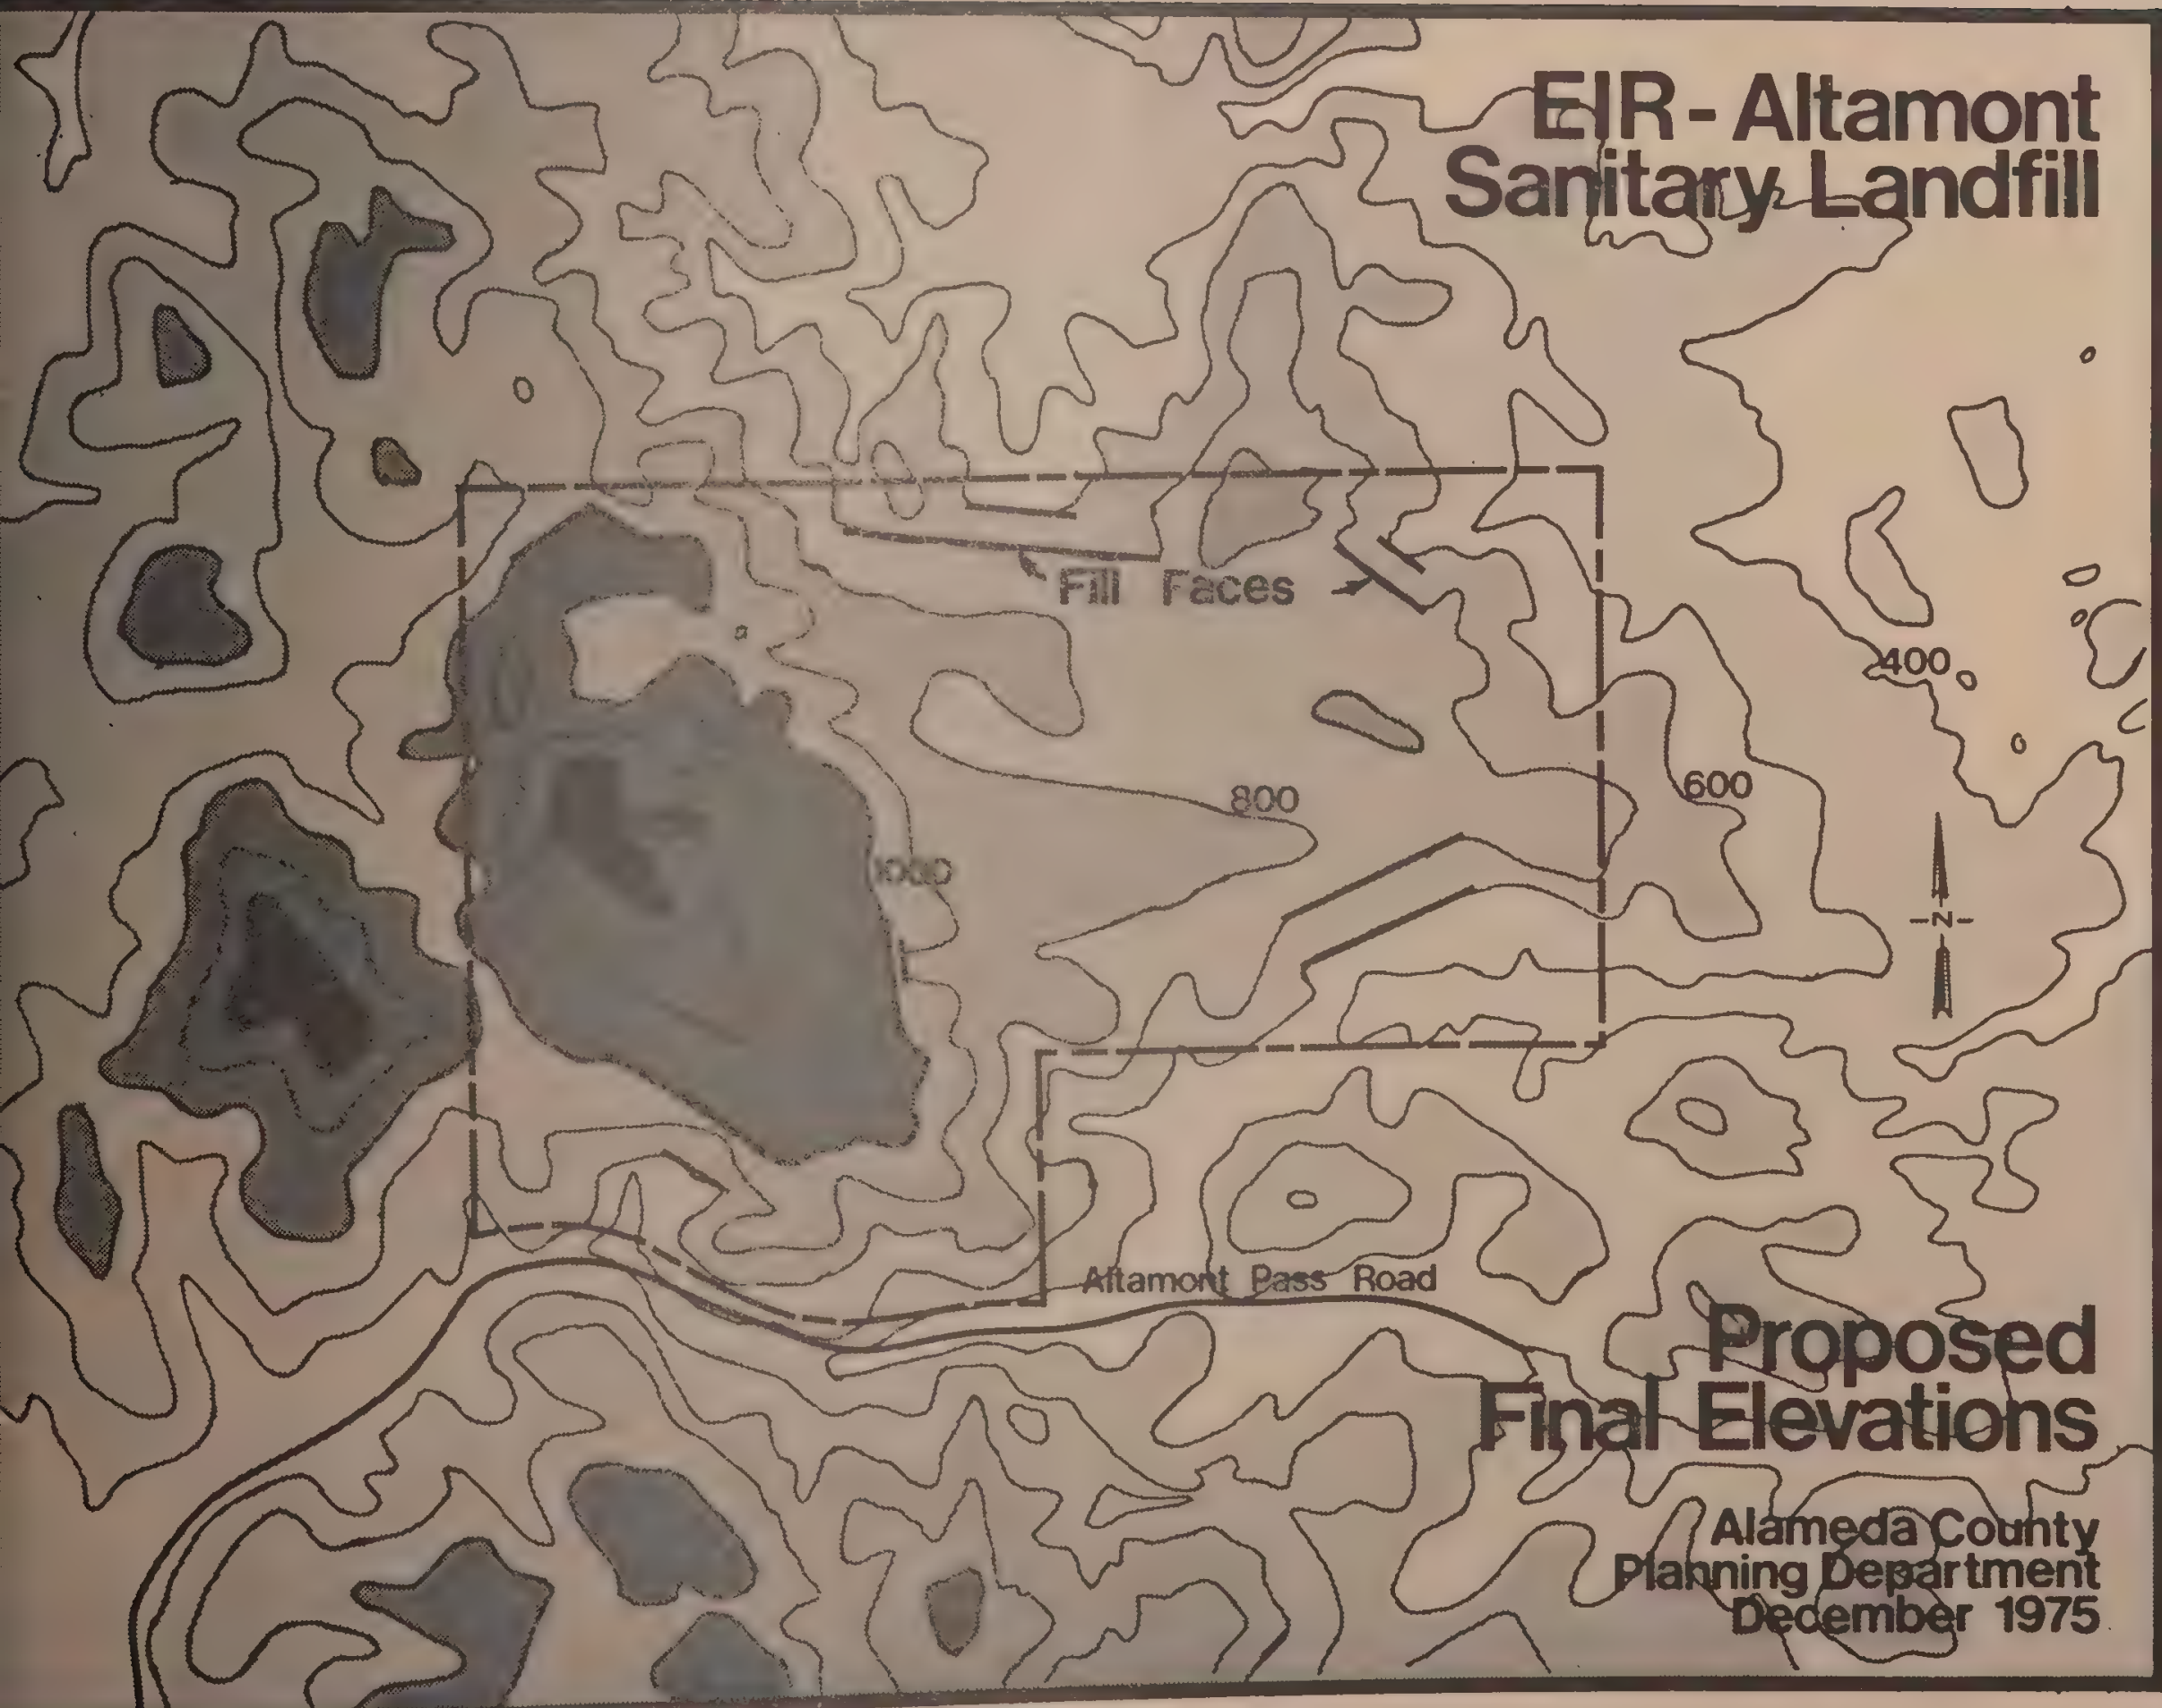 EIR - Altamont
Sanitary Landfill
Fill Faces
400
600
800
1000
-N-
Altamont Pass Road
Proposed
Final Elevations
Alameda County
Planning Department
December 1975